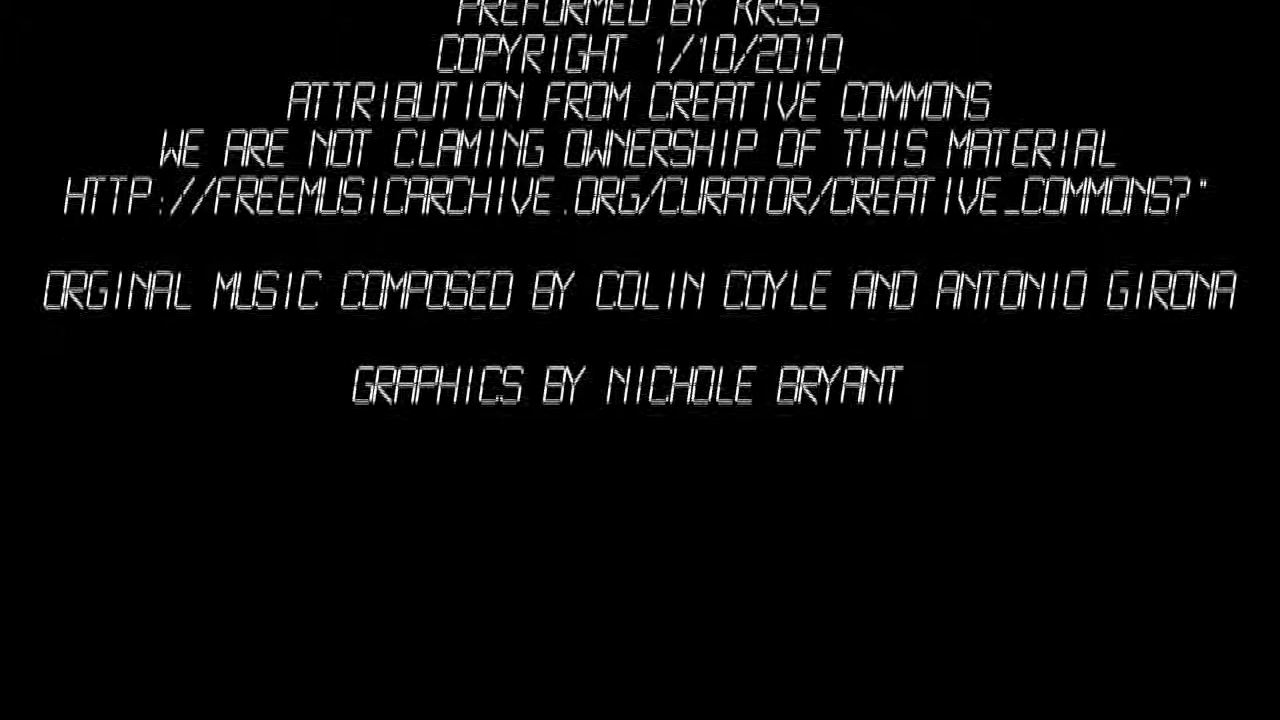 PREFORMED BY KRSS
COPYRIGHT 1/10/2010
ATTRIBUTION FROM CREATIVE COMMONS
WE ARE NOT CLAMING OWNERSHIP OF THIS MATERIAL
HTTP://FREEMUSICARCHIVE.ORG/CURATOR/CREATIVE_COMMONS?"
ORGINAL MUSIC COMPOSED BY COLIN COYLE AND ANTONIO GIRONA
GRAPHICS BY NICHOLE BRYANT